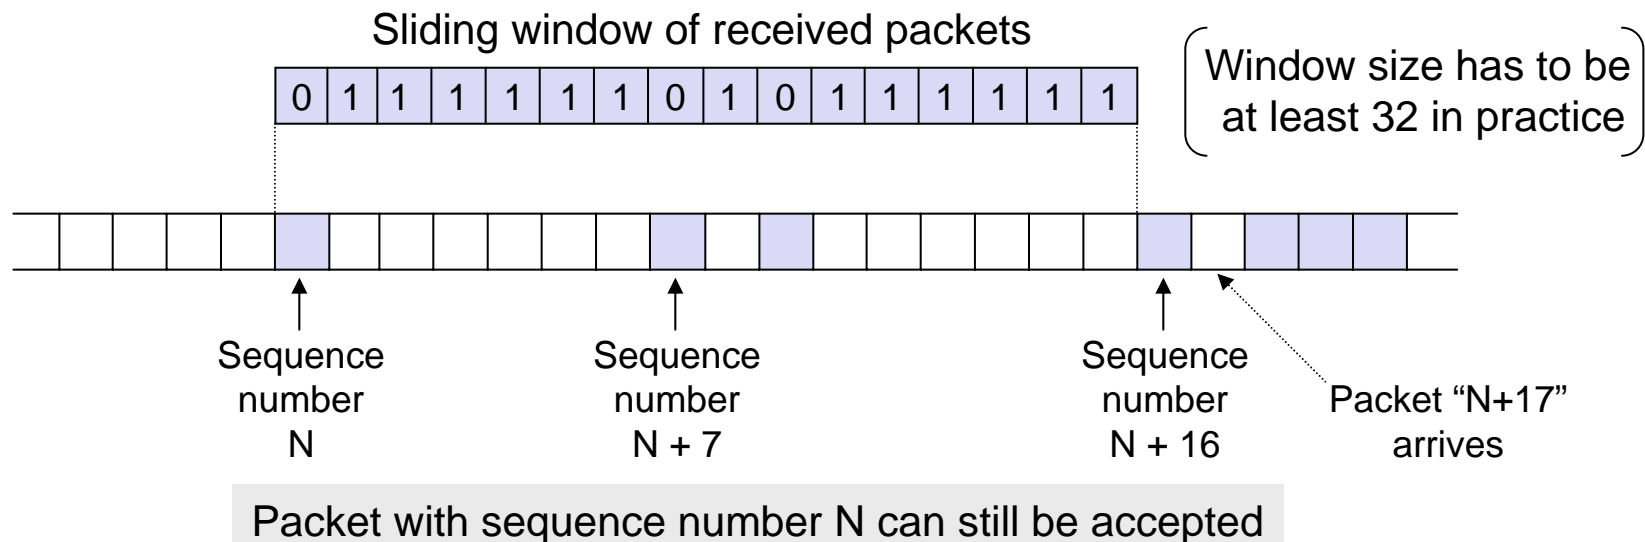 Sliding window of received packets
Window size has to be
at least 32 in practice
0 1 1 1 1 1 1 0 1 0 1 1 1 1 1 1
Sequence
number
N
Sequence
number
N + 7
Sequence
number
N + 16
Packet “N+17”
arrives
Packet with sequence number N can still be accepted